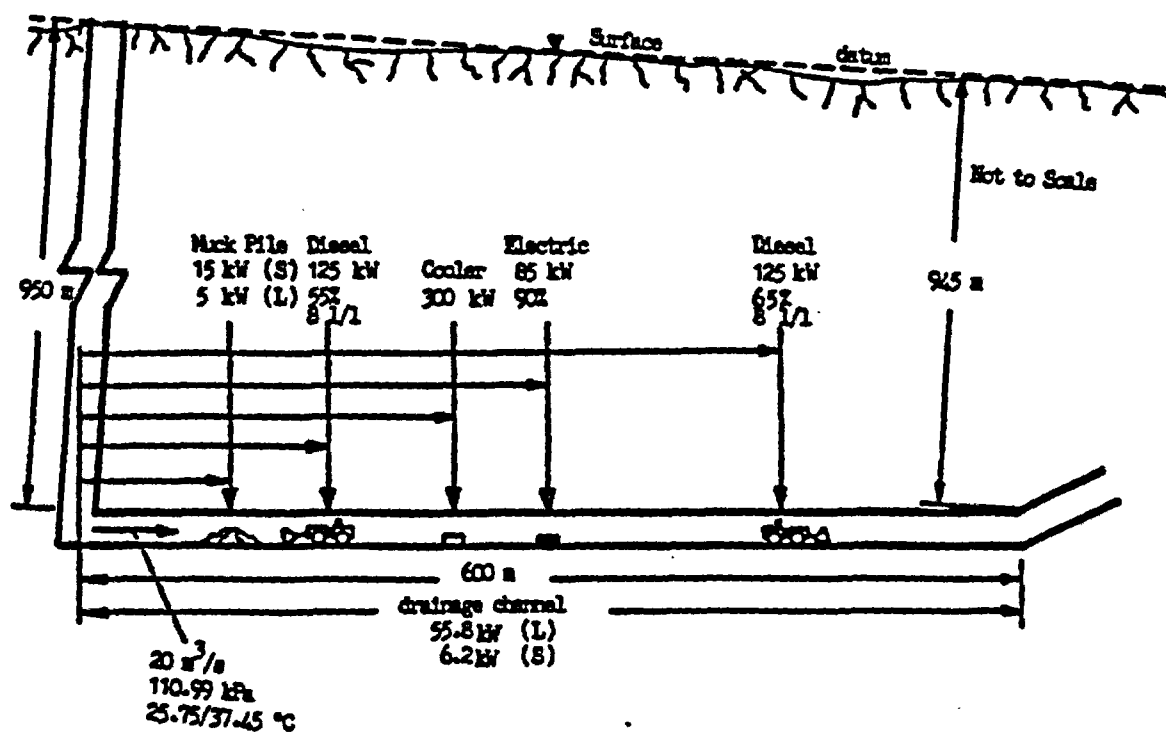 Surface
datum
Not to Scale
Muck Pile
15 kW (S)
5 kW (L)
Diesel
125 kW
55%
8 l/l
Cooler
300 kW
Electric
85 kW
90%
Diesel
125 kW
65%
8 l/l
950 m
945 m
600 m
drainage channel
55.8 kW (L)
6.2 kW (S)
20 m³/s
110.99 kPa
25.75/37.45 °C